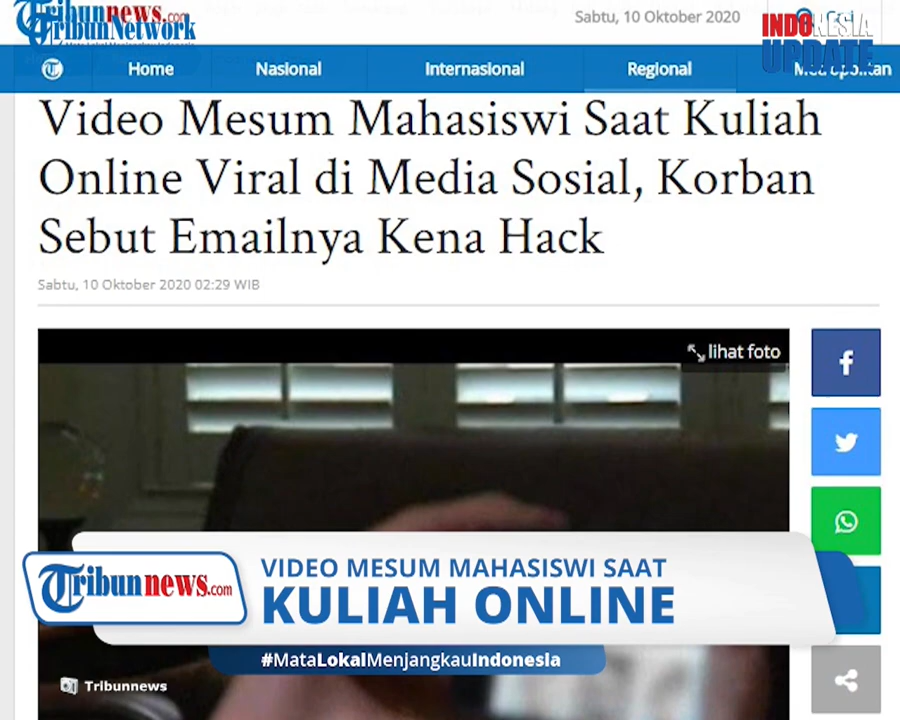 Tribunnews.com
TribunNetwork
Sabtu, 10 Oktober 2020
INDONESIA
UPDATE
Home
Nasional
Internasional
Regional
Metropolitan
Video Mesum Mahasiswi Saat Kuliah
Online Viral di Media Sosial, Korban
Sebut Emailnya Kena Hack
Sabtu, 10 Oktober 2020 02:29 WIB
lihat foto
Tribunnews.com
VIDEO MESUM MAHASISWI SAAT
KULIAH ONLINE
#MataLokalMenjangkauIndonesia
Tribunnews